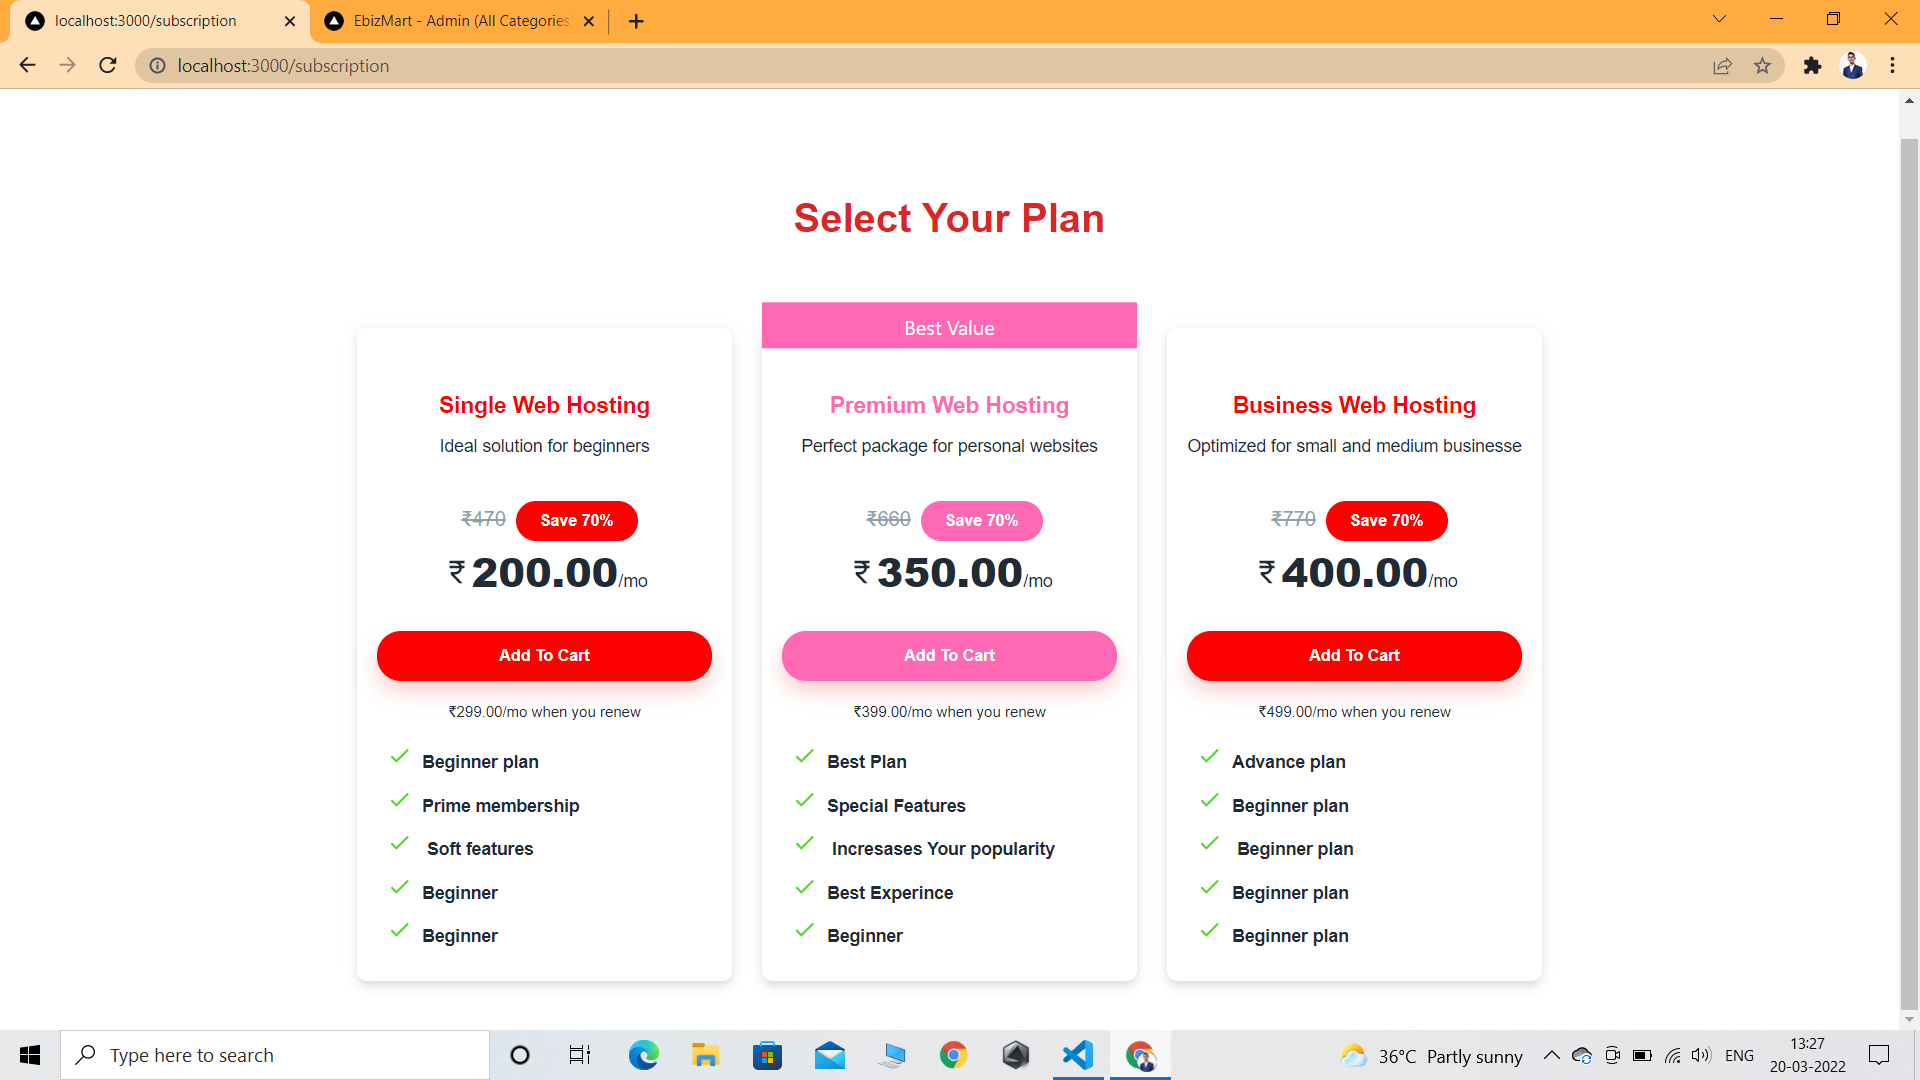 localhost:3000/subscription
EbizMart - Admin (All Categories
localhost:3000/subscription
Select Your Plan
Single Web Hosting
Ideal solution for beginners
₹470 Save 70%
₹ 200.00/mo
Add To Cart
₹299.00/mo when you renew
Beginner plan
Prime membership
Soft features
Beginner
Beginner
Best Value
Premium Web Hosting
Perfect package for personal websites
₹660 Save 70%
₹ 350.00/mo
Add To Cart
₹399.00/mo when you renew
Best Plan
Special Features
Incresases Your popularity
Best Experince
Beginner
Business Web Hosting
Optimized for small and medium businesse
₹770 Save 70%
₹ 400.00/mo
Add To Cart
₹499.00/mo when you renew
Advance plan
Beginner plan
Beginner plan
Beginner plan
Beginner plan
Type here to search
36°C Partly sunny
ENG
13:27
20-03-2022